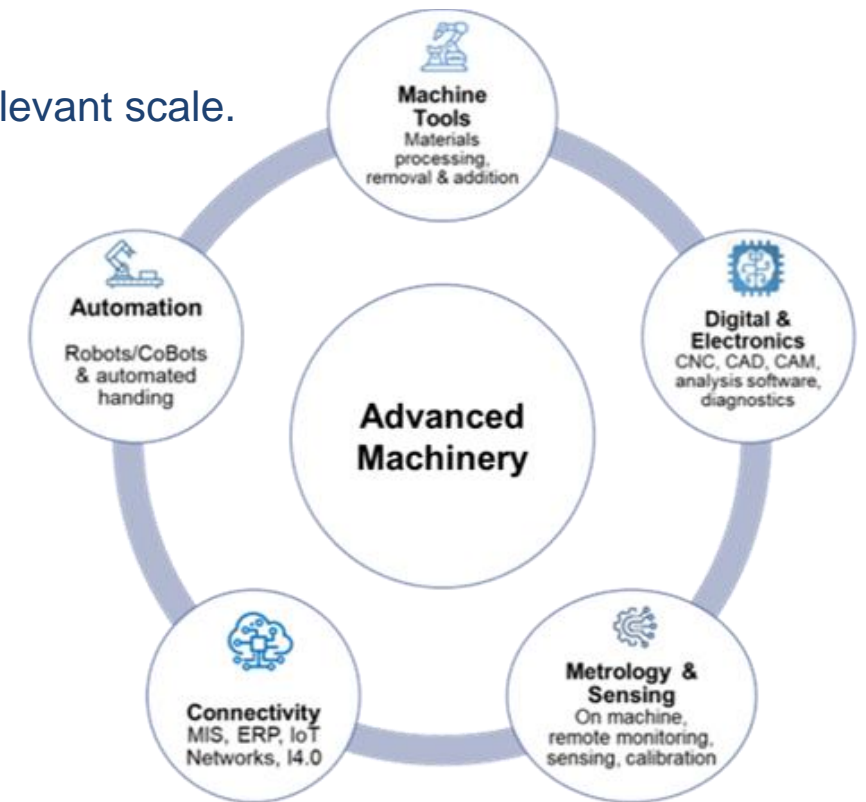 levant scale.
Machine
Tools
Materials
processing,
removal & addition
Digital &
Electronics
CNC, CAD, CAM,
analysis software,
diagnostics
Metrology &
Sensing
On machine,
remote monitoring,
sensing, calibration
Connectivity
MIS, ERP, IoT
Networks, I4.0
Automation
Robots/CoBots
& automated
handing
Advanced
Machinery